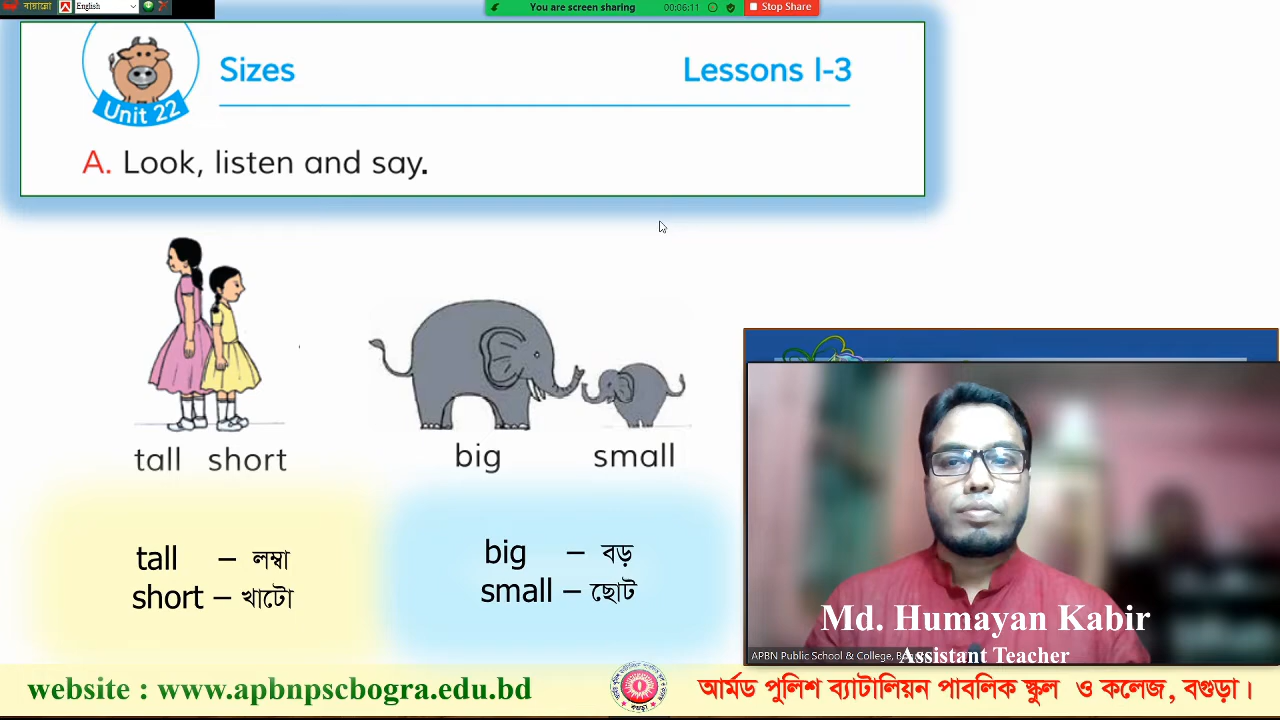 বায়ান্নো English
You are screen sharing 00:06:11 Stop Share
Sizes Lessons 1-3
Unit 22
A. Look, listen and say.
tall short big small
tall – লম্বা
short – খাটো
big – বড়
small – ছোট
Md. Humayan Kabir
Assistant Teacher
APBN Public School & College,
website : www.apbnpscbogra.edu.bd
আর্মড পুলিশ ব্যাটালিয়ন পাবলিক স্কুল ও কলেজ, বগুড়া।